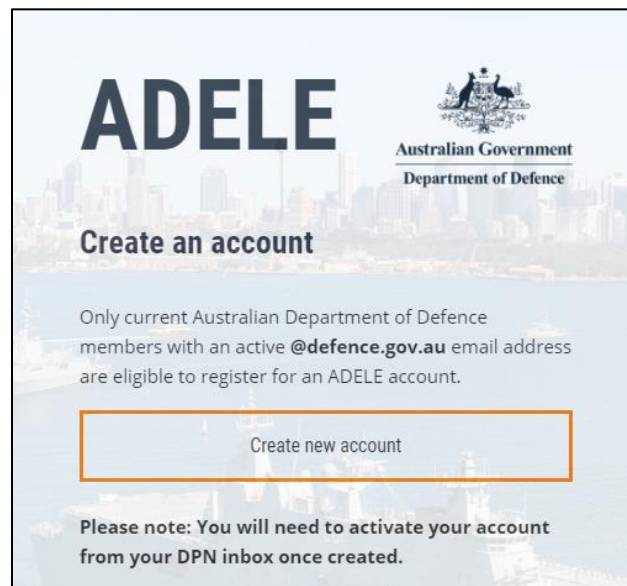 ADELE
Australian Government
Department of Defence
Create an account
Only current Australian Department of Defence
members with an active @defence.gov.au email address
are eligible to register for an ADELE account.
Create new account
Please note: You will need to activate your account
from your DPN inbox once created.